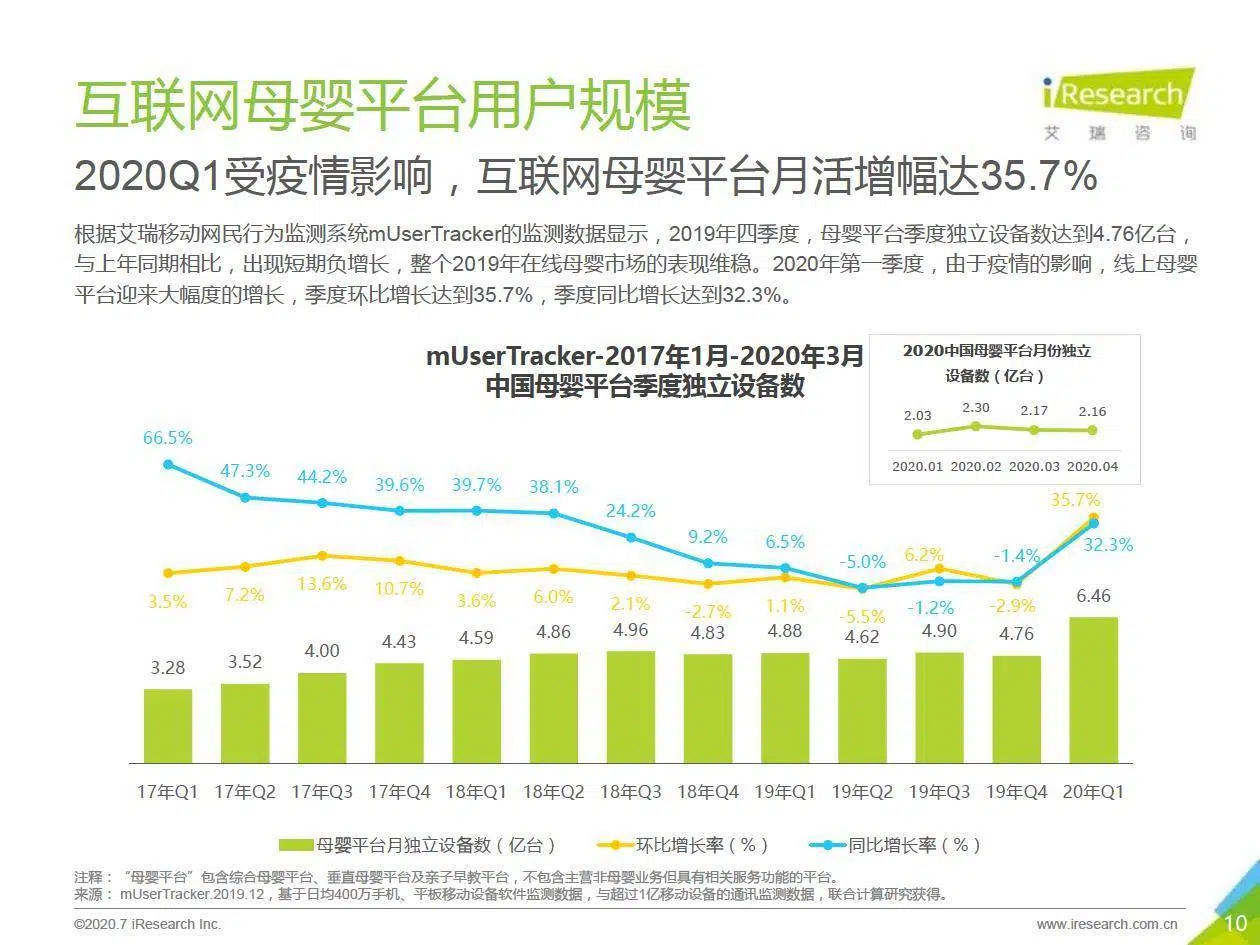 互联网母婴平台用户规模
iResearch
艾瑞咨询
2020Q1受疫情影响，互联网母婴平台月活增幅达35.7%
根据艾瑞移动网民行为监测系统mUserTracker的监测数据显示，2019年四季度，母婴平台季度独立设备数达到4.76亿台，
与上年同期相比，出现短期负增长，整个2019年在线母婴市场的表现维稳。2020年第一季度，由于疫情的影响，线上母婴
平台迎来大幅度的增长，季度环比增长达到35.7%，季度同比增长达到32.3%。
mUserTracker-2017年1月-2020年3月
中国母婴平台季度独立设备数
2020中国母婴平台月份独立
设备数（亿台）
2.03 2.30 2.17 2.16
2020.01 2020.02 2020.03 2020.04
66.5% 47.3% 44.2% 39.6% 39.7% 38.1% 24.2% 9.2% 6.5% -5.0% -1.2% -1.4% 32.3%
3.5% 7.2% 13.6% 10.7% 3.6% 6.0% 2.1% -2.7% 1.1% -5.5% 6.2% -2.9% 35.7%
3.28 3.52 4.00 4.43 4.59 4.86 4.96 4.83 4.88 4.62 4.90 4.76 6.46
17年Q1 17年Q2 17年Q3 17年Q4 18年Q1 18年Q2 18年Q3 18年Q4 19年Q1 19年Q2 19年Q3 19年Q4 20年Q1
母婴平台月独立设备数（亿台） 环比增长率（%） 同比增长率（%）
注释：“母婴平台”包含综合母婴平台、垂直母婴平台及亲子早教平台，不包含主营非母婴业务但具有相关服务功能的平台。
来源： mUserTracker.2019.12，基于日均400万手机、平板移动设备软件监测数据，与超过1亿移动设备的通讯监测数据，联合计算研究获得。
©2020.7 iResearch Inc.
www.iresearch.com.cn
10